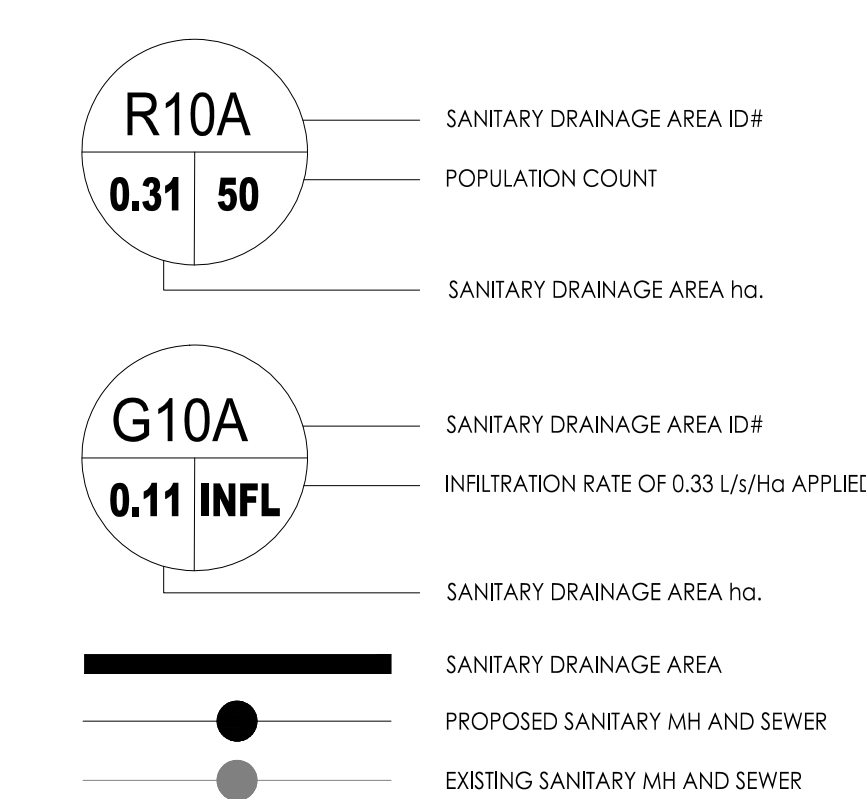 R10A
SANITARY DRAINAGE AREA ID#
0.31 50
POPULATION COUNT
SANITARY DRAINAGE AREA ha.
G10A
SANITARY DRAINAGE AREA ID#
0.11 INFL
INFILTRATION RATE OF 0.33 L/s/Ha APPLIED
SANITARY DRAINAGE AREA ha.
SANITARY DRAINAGE AREA
PROPOSED SANITARY MH AND SEWER
EXISTING SANITARY MH AND SEWER